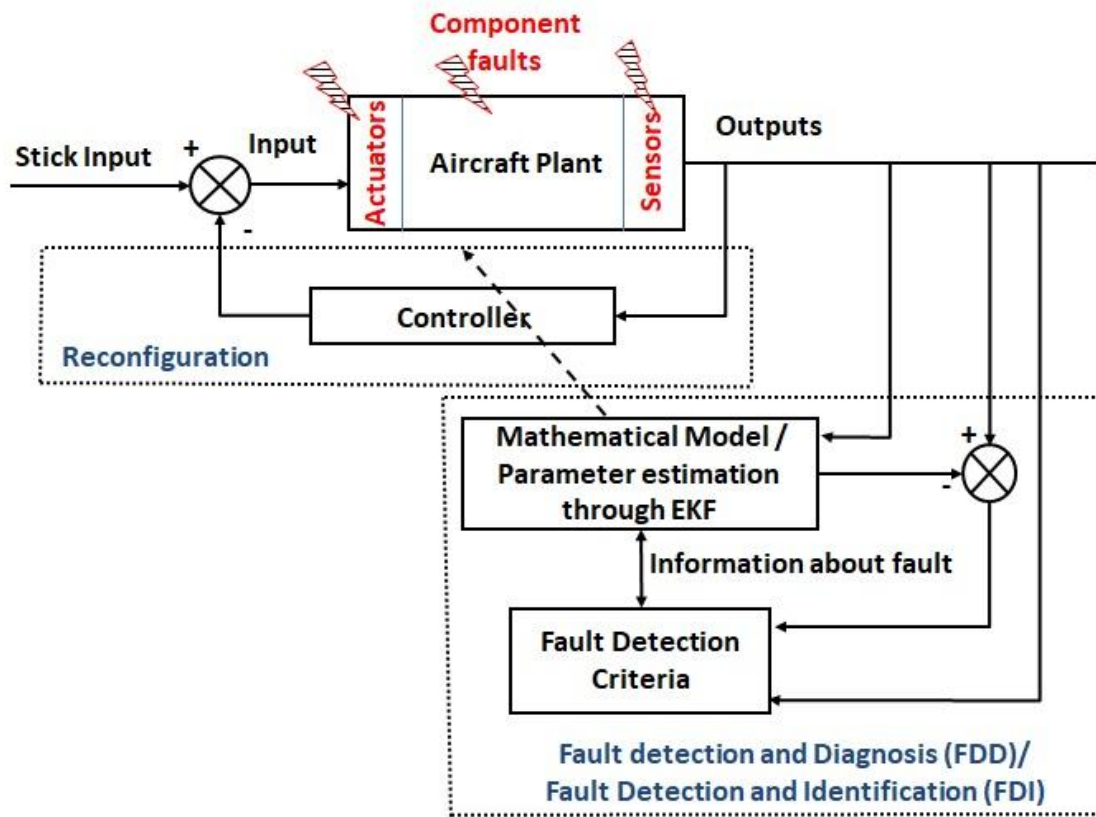 Component
faults
Stick Input
+
Input
-
Actuators
Aircraft Plant
Sensors
Outputs
Controller
Reconfiguration
Mathematical Model /
Parameter estimation
through EKF
+
-
Information about fault
Fault Detection
Criteria
Fault detection and Diagnosis (FDD)/
Fault Detection and Identification (FDI)